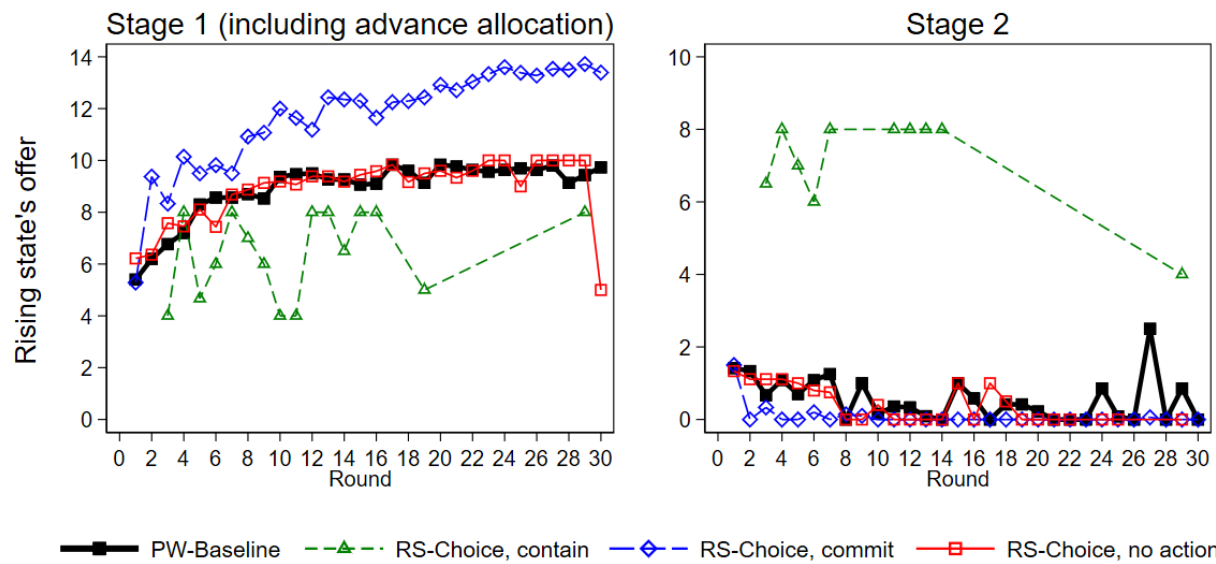 Stage 1 (including advance allocation)
Stage 2
Rising state's offer
14
12
10
8
6
4
2
0
0 2 4 6 8 10 12 14 16 18 20 22 24 26 28 30
Round
10
8
6
4
2
0
0 2 4 6 8 10 12 14 16 18 20 22 24 26 28 30
Round
PW-Baseline RS-Choice, contain RS-Choice, commit RS-Choice, no action